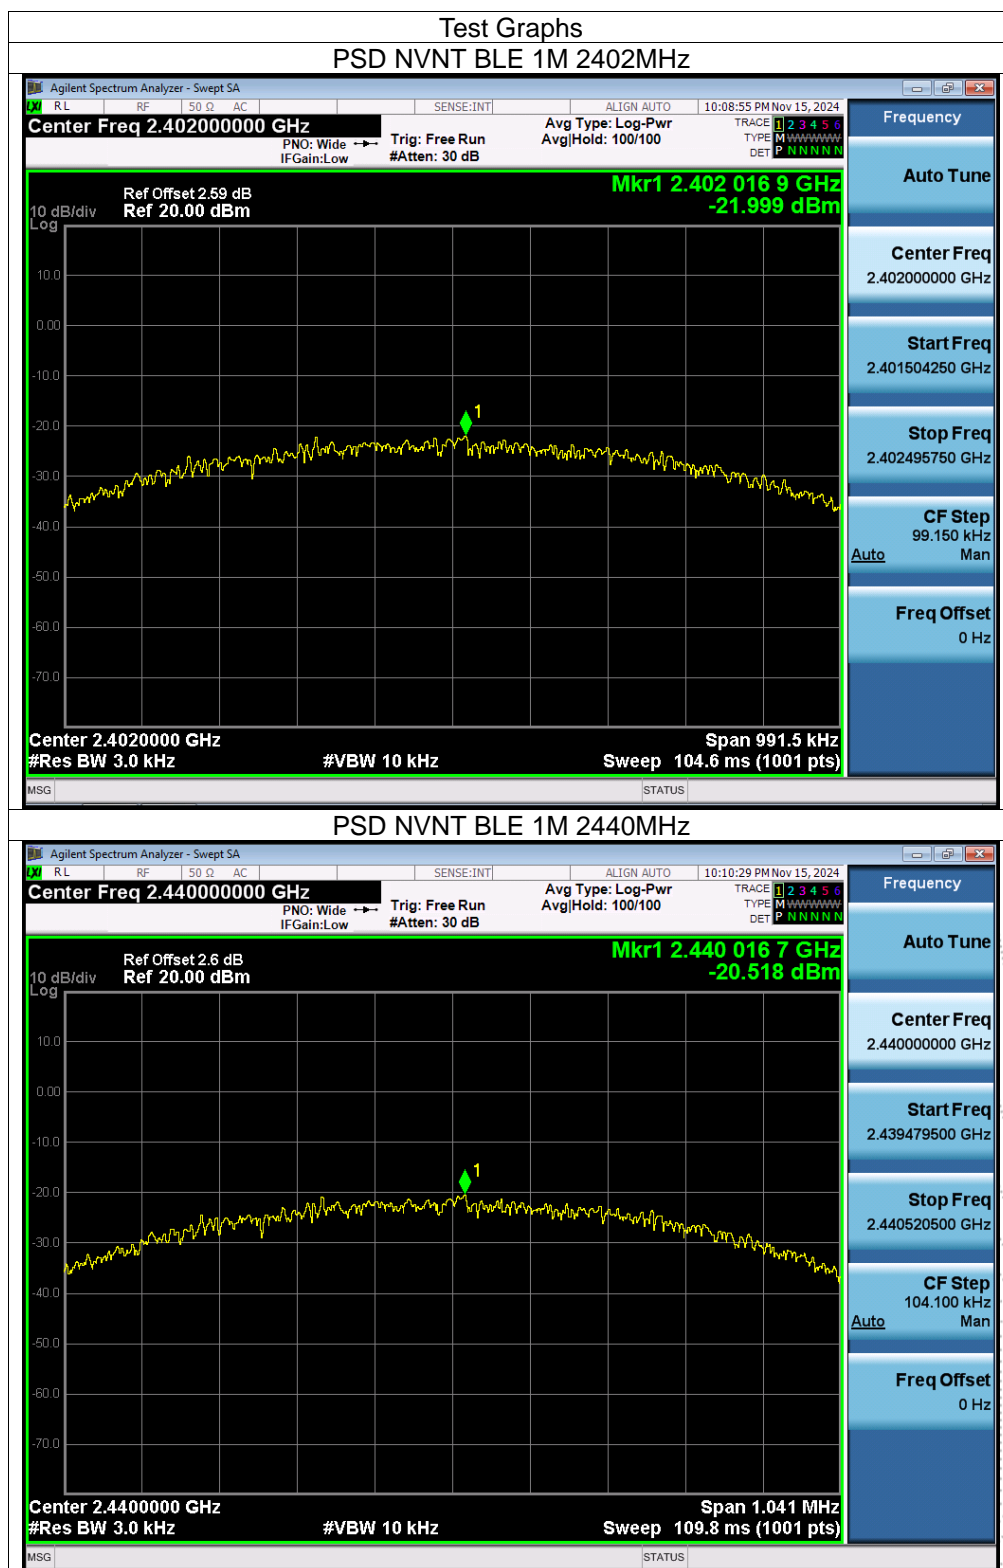 Test Graphs
PSD NVNT BLE 1M 2402MHz
Agilent Spectrum Analyzer - Swept SA
LXI RL RF 50 Ω AC SENSE:INT ALIGN AUTO 10:08:55 PM Nov 15, 2024
Center Freq 2.402000000 GHz
PNO: Wide
IFGain:Low
Trig: Free Run
#Atten: 30 dB
Avg Type: Log-Pwr
Avg|Hold: 100/100
TRACE 1 2 3 4 5 6
TYPE M W W W W W
DET P N N N N N
Frequency
Ref Offset 2.59 dB
10 dB/div Ref 20.00 dBm
Log
Mkr1 2.402 016 9 GHz
-21.999 dBm
10.0
0.00
-10.0
-20.0
-30.0
-40.0
-50.0
-60.0
-70.0
1
Center 2.4020000 GHz Span 991.5 kHz
#Res BW 3.0 kHz #VBW 10 kHz Sweep 104.6 ms (1001 pts)
MSG STATUS
Auto Tune
Center Freq
2.402000000 GHz
Start Freq
2.401504250 GHz
Stop Freq
2.402495750 GHz
CF Step
99.150 kHz
Auto Man
Freq Offset
0 Hz
PSD NVNT BLE 1M 2440MHz
Agilent Spectrum Analyzer - Swept SA
LXI RL RF 50 Ω AC SENSE:INT ALIGN AUTO 10:10:29 PM Nov 15, 2024
Center Freq 2.440000000 GHz
PNO: Wide
IFGain:Low
Trig: Free Run
#Atten: 30 dB
Avg Type: Log-Pwr
Avg|Hold: 100/100
TRACE 1 2 3 4 5 6
TYPE M W W W W W
DET P N N N N N
Frequency
Ref Offset 2.6 dB
10 dB/div Ref 20.00 dBm
Log
Mkr1 2.440 016 7 GHz
-20.518 dBm
10.0
0.00
-10.0
-20.0
-30.0
-40.0
-50.0
-60.0
-70.0
1
Center 2.4400000 GHz Span 1.041 MHz
#Res BW 3.0 kHz #VBW 10 kHz Sweep 109.8 ms (1001 pts)
MSG STATUS
Auto Tune
Center Freq
2.440000000 GHz
Start Freq
2.439479500 GHz
Stop Freq
2.440520500 GHz
CF Step
104.100 kHz
Auto Man
Freq Offset
0 Hz